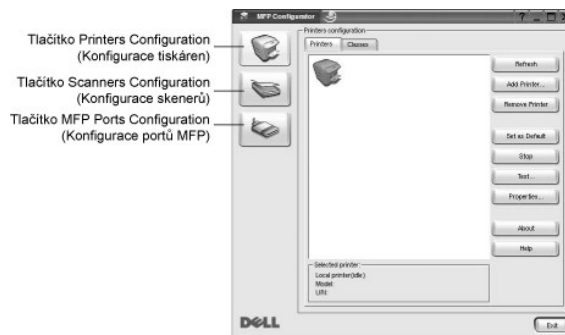 Tlačítko Printers Configuration
(Konfigurace tiskáren)
Tlačítko Scanners Configuration
(Konfigurace skenerů)
Tlačítko MFP Ports Configuration
(Konfigurace portů MFP)
MFP Configurator
Printers configuration
Printers
Classes
Refresh
Add Printer...
Remove Printer
Set as Default
Stop
Test...
Properties...
About
Help
Selected printer:
Local printer(idle)
Model:
URI:
DELL
Exit